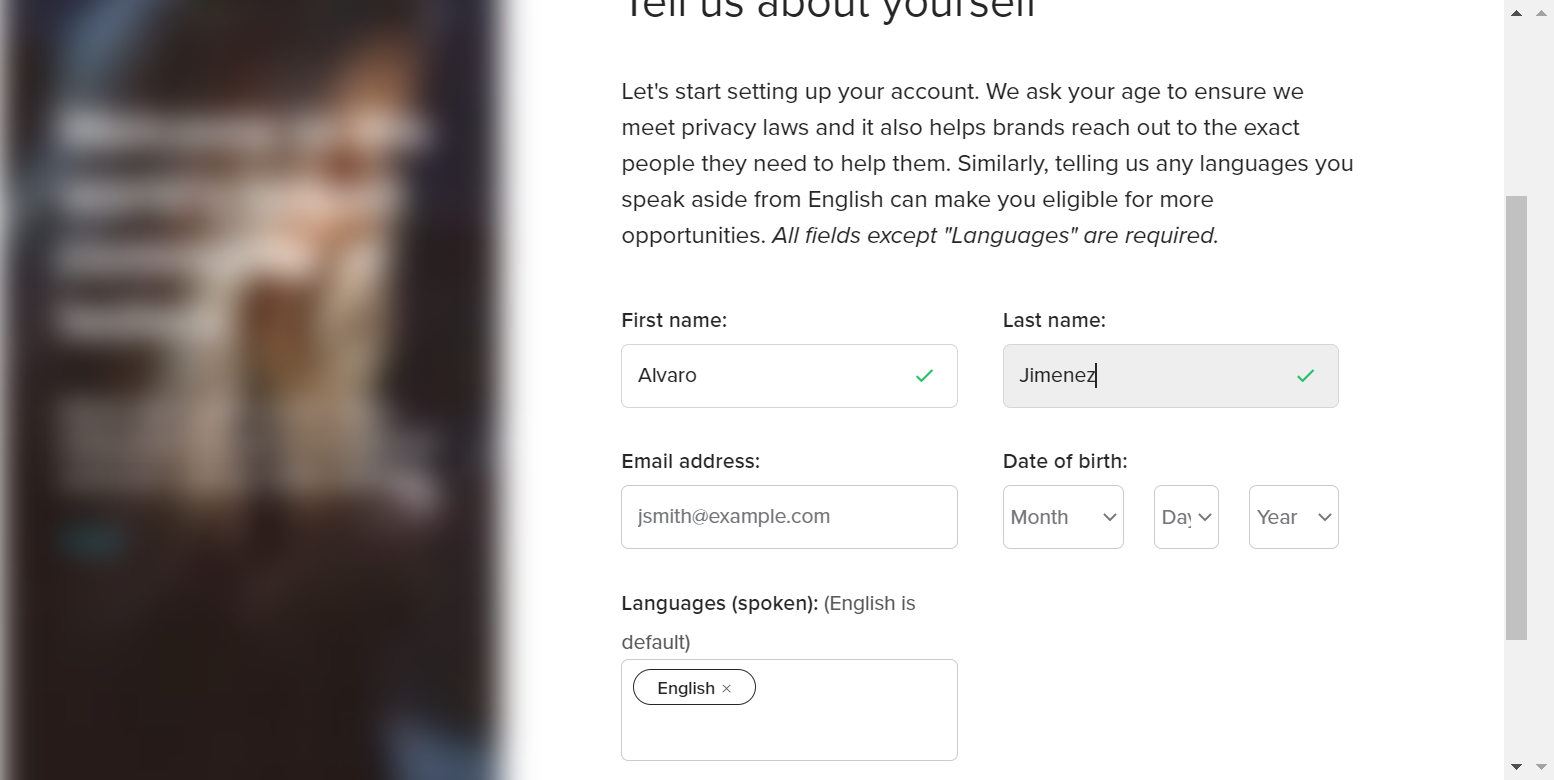 Tell us about yourself
Let's start setting up your account. We ask your age to ensure we
meet privacy laws and it also helps brands reach out to the exact
people they need to help them. Similarly, telling us any languages you
speak aside from English can make you eligible for more
opportunities. All fields except "Languages" are required.
First name: Last name:
Alvaro Jimenez
Email address: Date of birth:
jsmith@example.com Month Day Year
Languages (spoken): (English is
default)
English ×